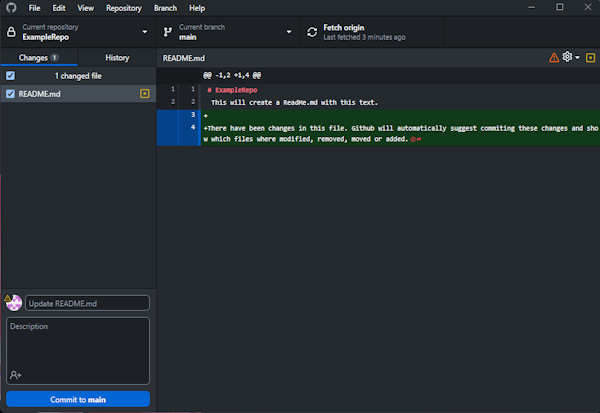 File Edit View Repository Branch Help
Current repository
ExampleRepo
Current branch
main
Fetch origin
Last fetched 3 minutes ago
Changes 1 History
README.md
1 changed file
README.md
@@ -1,2 +1,4 @@
1 1 # ExampleRepo
2 2 This will create a ReadMe.md with this text.
3 +
4 +There have been changes in this file. Github will automatically suggest commiting these changes and sho
w which files where modified, removed, moved or added.
Update README.md
Description
Commit to main